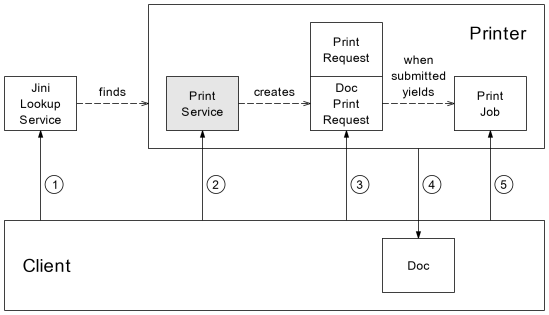 Printer
Print
Request
when
submitted
yields
Jini
Lookup
Service
finds
Print
Service
creates
Doc
Print
Request
Print
Job
1
2
3
4
5
Client
Doc